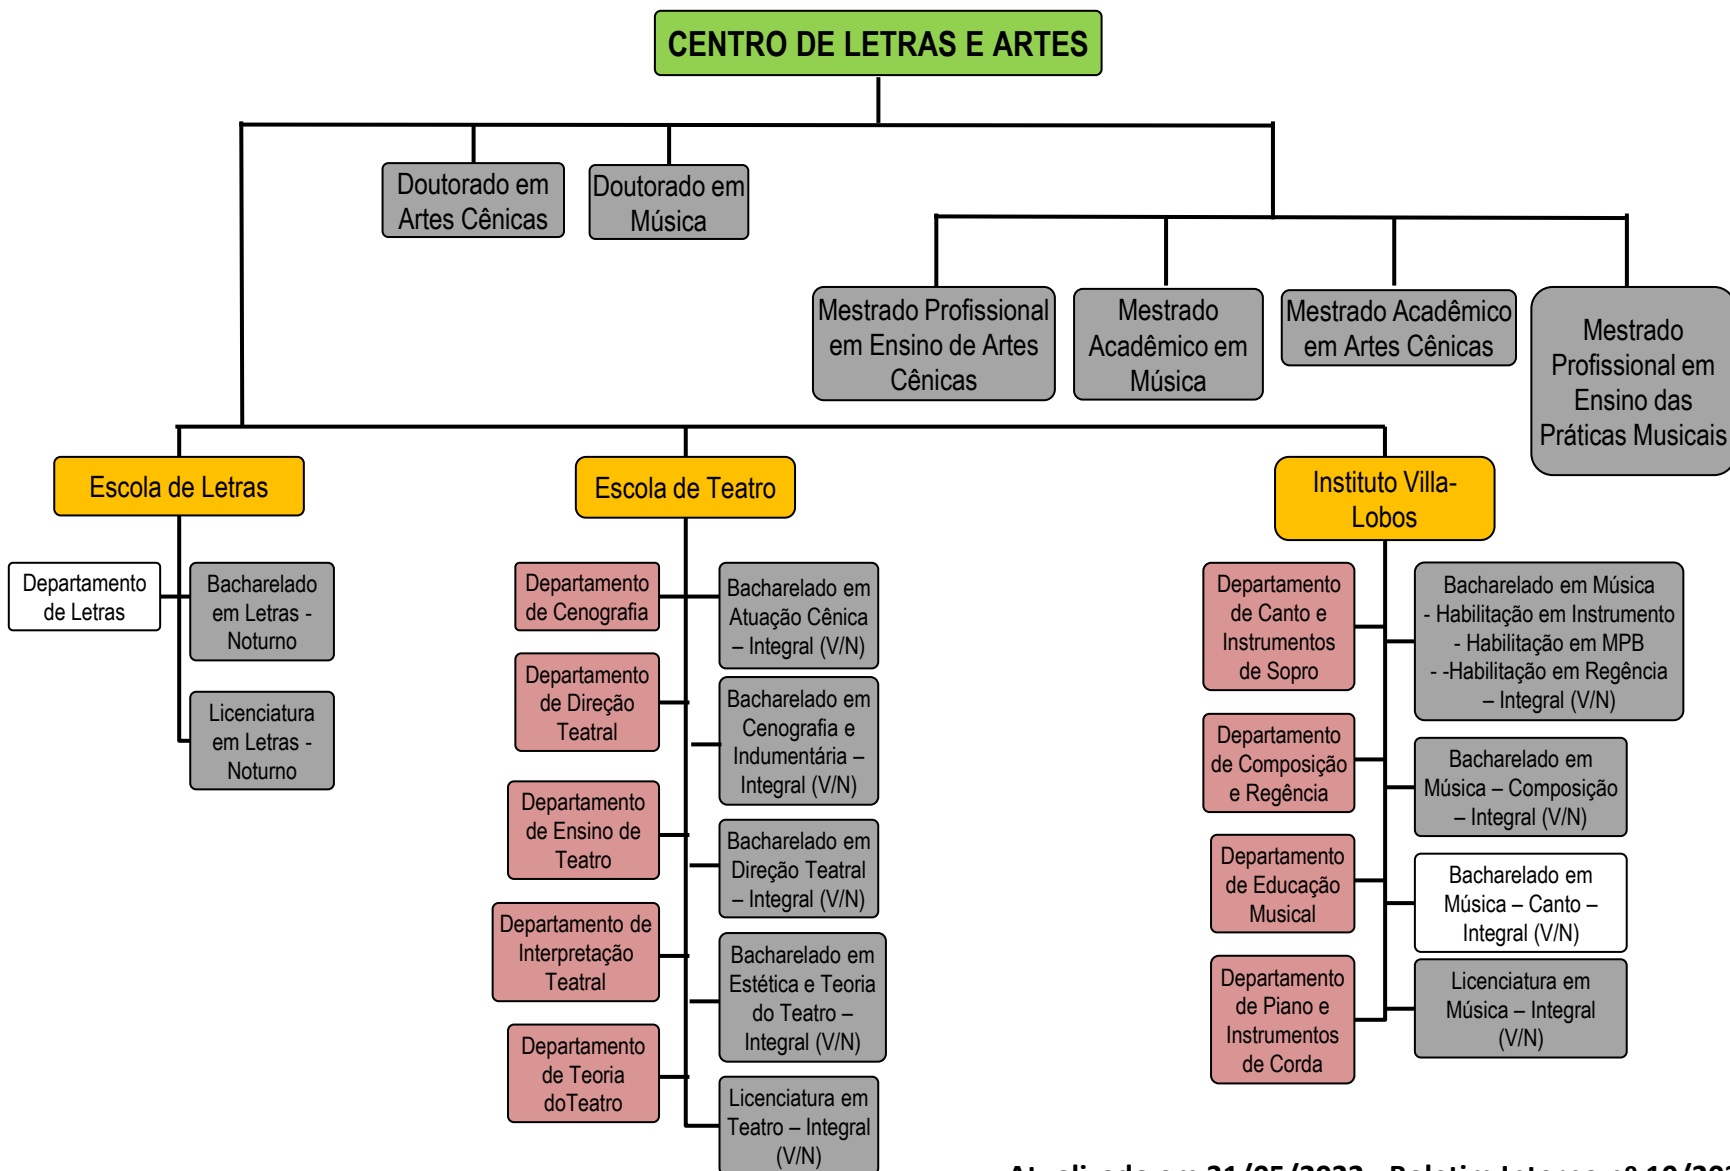 CENTRO DE LETRAS E ARTES
Doutorado em
Artes Cênicas
Doutorado em
Música
Mestrado Profissional
em Ensino de Artes
Cênicas
Mestrado
Acadêmico em
Música
Mestrado Acadêmico
em Artes Cênicas
Mestrado
Profissional em
Ensino das
Práticas Musicais
Escola de Letras
Departamento
de Letras
Bacharelado
em Letras -
Noturno
Licenciatura
em Letras -
Noturno
Escola de Teatro
Departamento
de Cenografia
Departamento
de Direção
Teatral
Departamento
de Ensino de
Teatro
Departamento de
Interpretação
Teatral
Departamento
de Teoria
doTeatro
Bacharelado em
Atuação Cênica
– Integral (V/N)
Bacharelado em
Cenografia e
Indumentária –
Integral (V/N)
Bacharelado em
Direção Teatral
– Integral (V/N)
Bacharelado em
Estética e Teoria
do Teatro –
Integral (V/N)
Licenciatura em
Teatro – Integral
(V/N)
Instituto Villa-
Lobos
Departamento
de Canto e
Instrumentos
de Sopro
Departamento
de Composição
e Regência
Departamento
de Educação
Musical
Departamento
de Piano e
Instrumentos
de Corda
Bacharelado em Música
- Habilitação em Instrumento
- Habilitação em MPB
- -Habilitação em Regência
– Integral (V/N)
Bacharelado em
Música – Composição
– Integral (V/N)
Bacharelado em
Música – Canto –
Integral (V/N)
Licenciatura em
Música – Integral
(V/N)